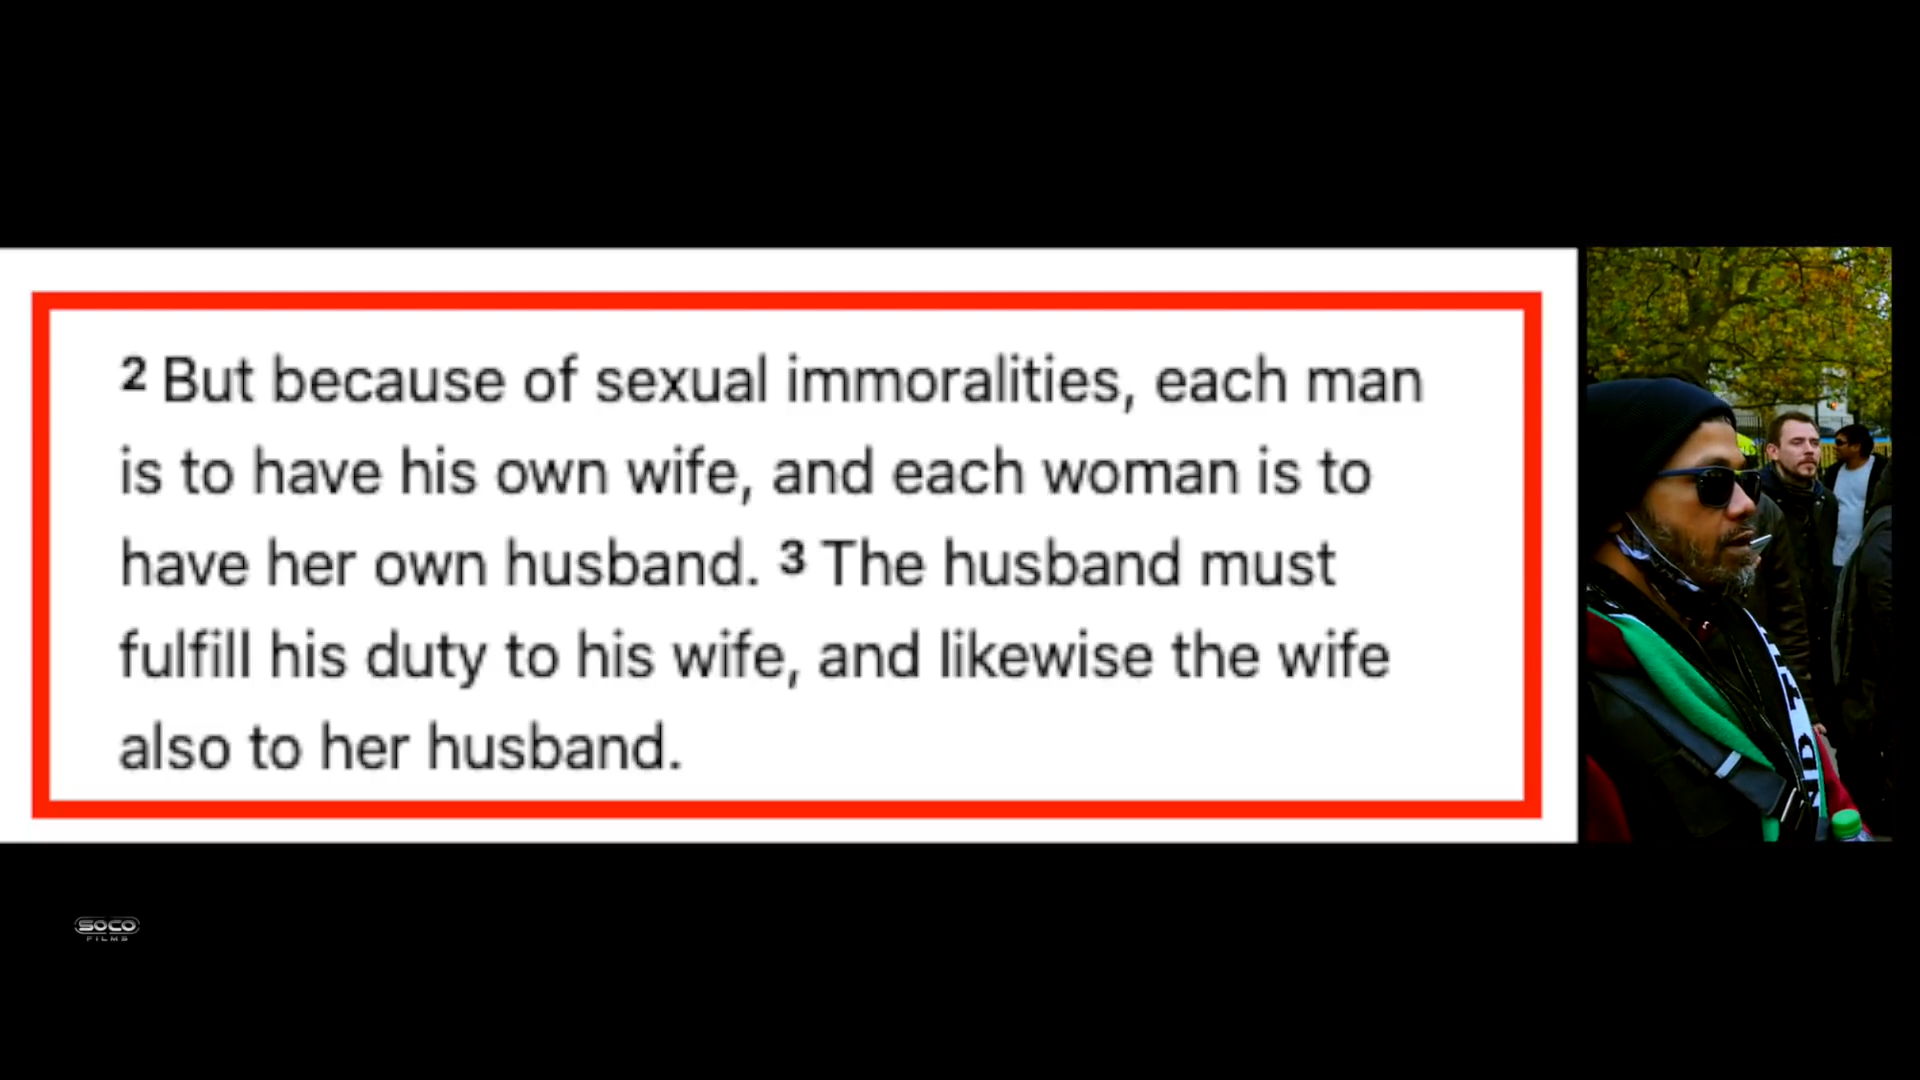 2 But because of sexual immoralities, each man
is to have his own wife, and each woman is to
have her own husband. 3 The husband must
fulfill his duty to his wife, and likewise the wife
also to her husband.
SOCO
FILMS